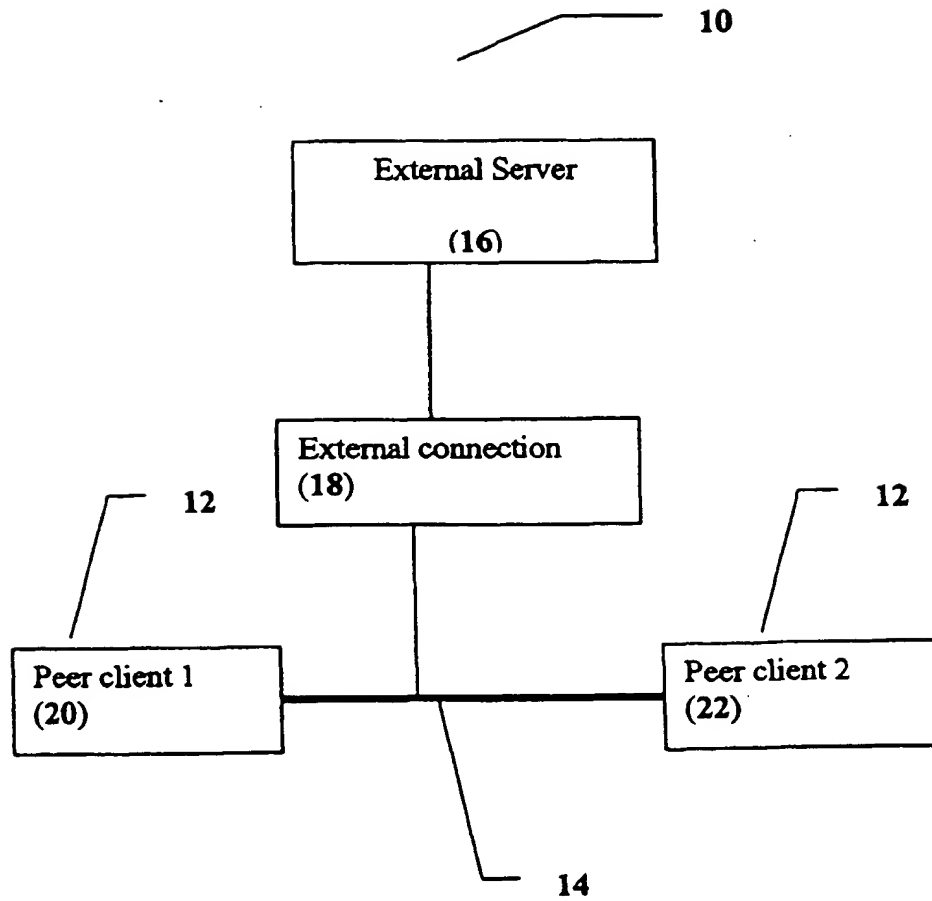 10
External Server
(16)
External connection
(18)
12
12
Peer client 1
(20)
Peer client 2
(22)
14